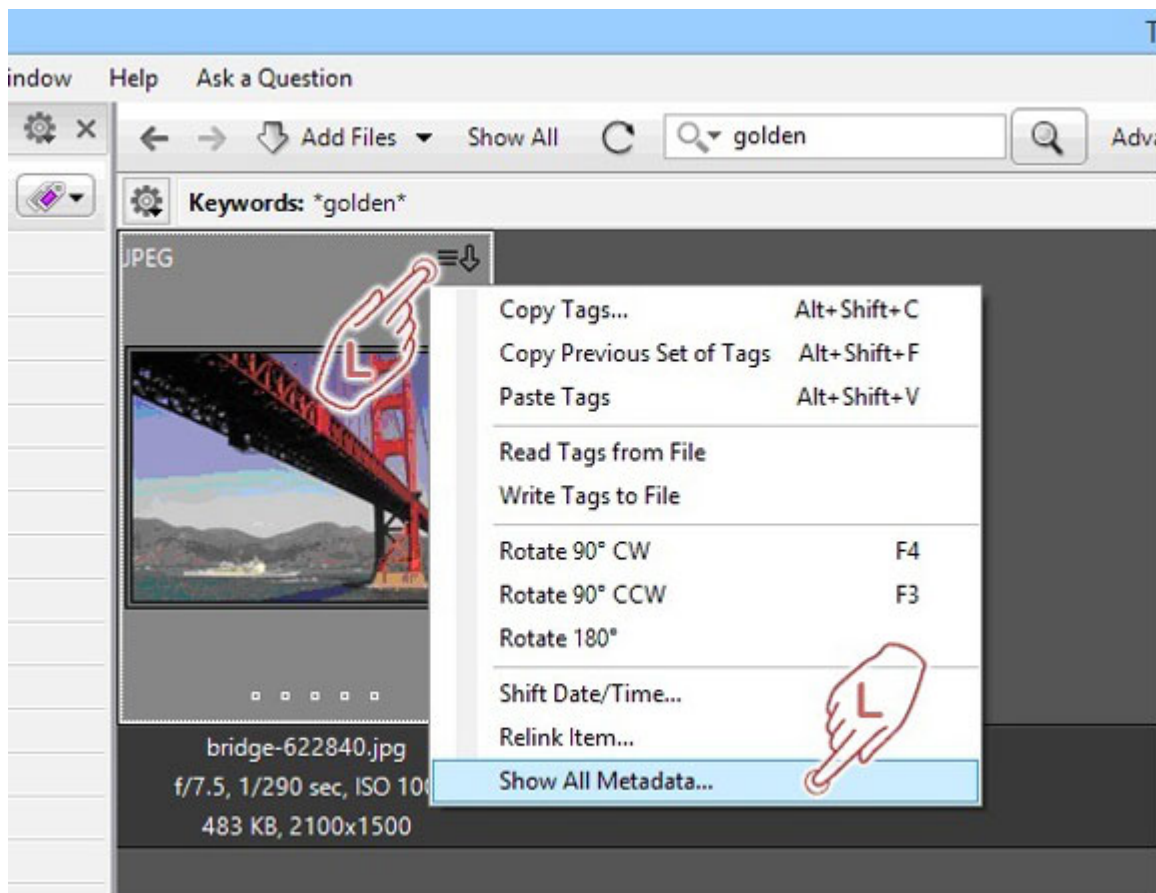 T
indow Help Ask a Question
Add Files Show All golden Adva
Keywords: *golden*
JPEG
L
Copy Tags... Alt+Shift+C
Copy Previous Set of Tags Alt+Shift+F
Paste Tags Alt+Shift+V
Read Tags from File
Write Tags to File
Rotate 90° CW F4
Rotate 90° CCW F3
Rotate 180°
Shift Date/Time...
L
Relink Item...
Show All Metadata...
bridge-622840.jpg
f/7.5, 1/290 sec, ISO 100
483 KB, 2100x1500